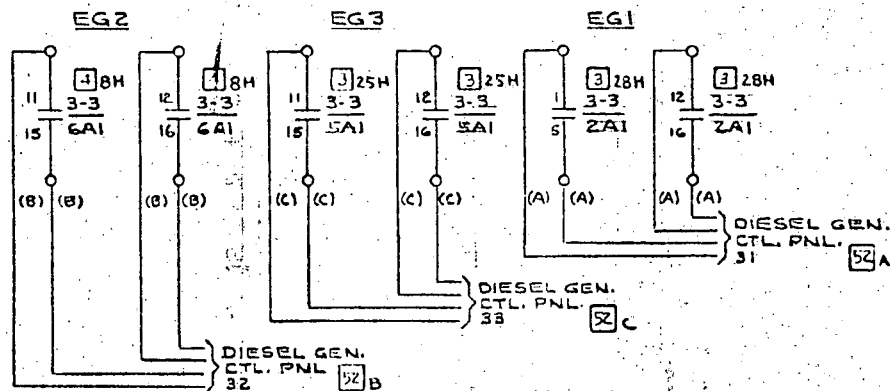 EG2 EG3 EG1
4 8H 8H 3 25H 3 25H 3 28H 3 28H
11 3-3 12 3-3 11 3-3 12 3-3 1 3-3 12 3-3
15 6A1 16 6A1 15 5A1 16 5A1 5 2A1 16 2A1
(B) (B) (B) (B) (C) (C) (C) (C) (A) (A) (A) (A)
DIESEL GEN.
CTL. PNL.
31 52 A
DIESEL GEN.
CTL. PNL.
33 52 C
DIESEL GEN.
CTL. PNL
32 52 B